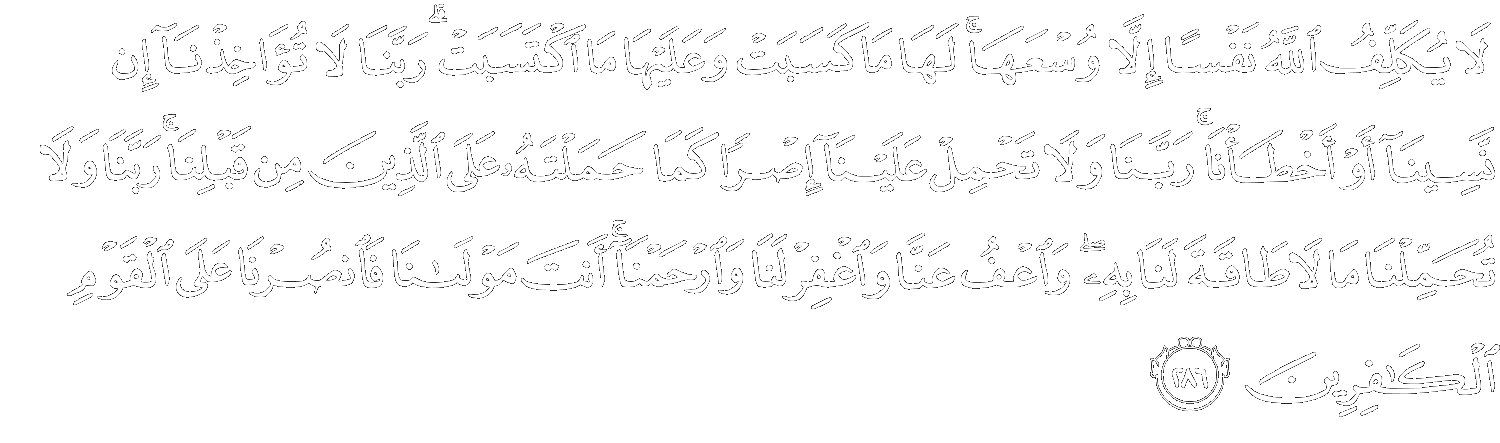 لَا يُكَلِّفُ ٱللَّهُ نَفْسًا إِلَّا وُسْعَهَا ۚ لَهَا مَا كَسَبَتْ وَعَلَيْهَا مَا ٱكْتَسَبَتْ ۗ رَبَّنَا لَا تُؤَاخِذْنَآ إِن
نَّسِينَآ أَوْ أَخْطَأْنَا ۚ رَبَّنَا وَلَا تَحْمِلْ عَلَيْنَآ إِصْرًا كَمَا حَمَلْتَهُۥ عَلَى ٱلَّذِينَ مِن قَبْلِنَا ۚ رَبَّنَا وَلَا
تُحَمِّلْنَا مَا لَا طَاقَةَ لَنَا بِهِۦ ۖ وَٱعْفُ عَنَّا وَٱغْفِرْ لَنَا وَٱرْحَمْنَآ ۚ أَنتَ مَوْلَىٰنَا فَٱنصُرْنَا عَلَى ٱلْقَوْمِ
ٱلْكَـٰفِرِينَ ٢٨٦